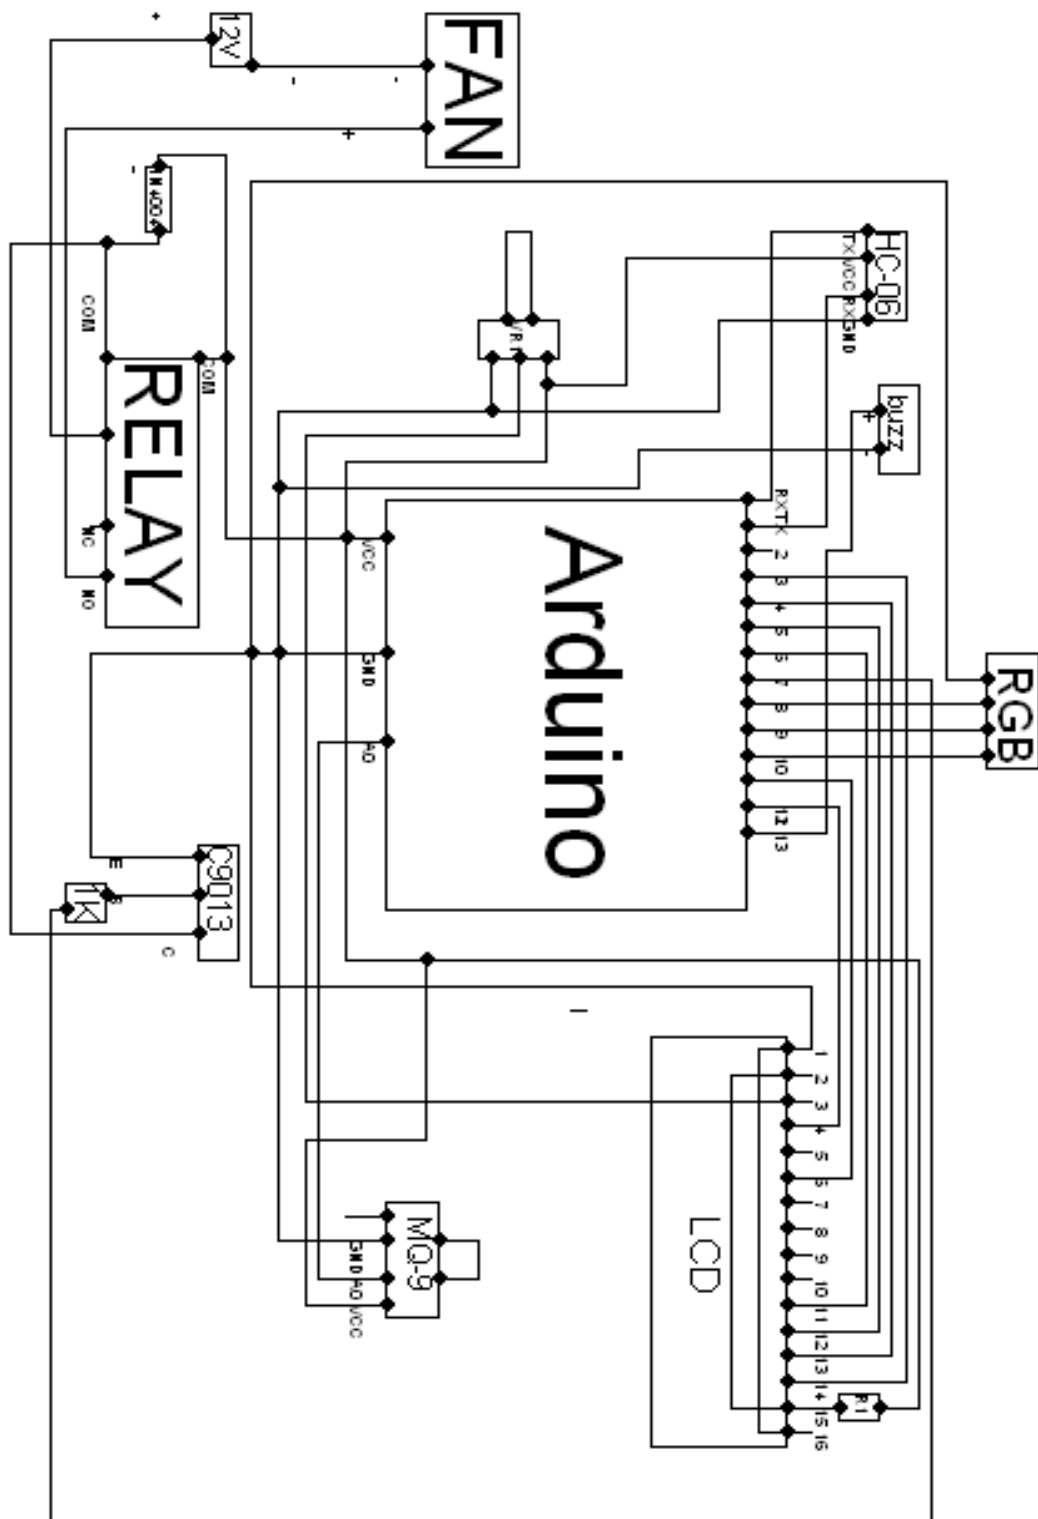 12V
+
-
FAN
-
+
1N4004
-
HC-06
TX
VCC
RX
GND
VR1
buzz
+
-
RELAY
COM
COM
NC
NO
Arduino
VCC
GND
A0
RX
TX
2
3
4
5
6
7
8
9
10
12
13
RGB
C9013
E
B
C
1K
LCD
1
2
3
4
5
6
7
8
9
10
11
12
13
14
15
16
R1
MQ-9
GND
A0
VCC